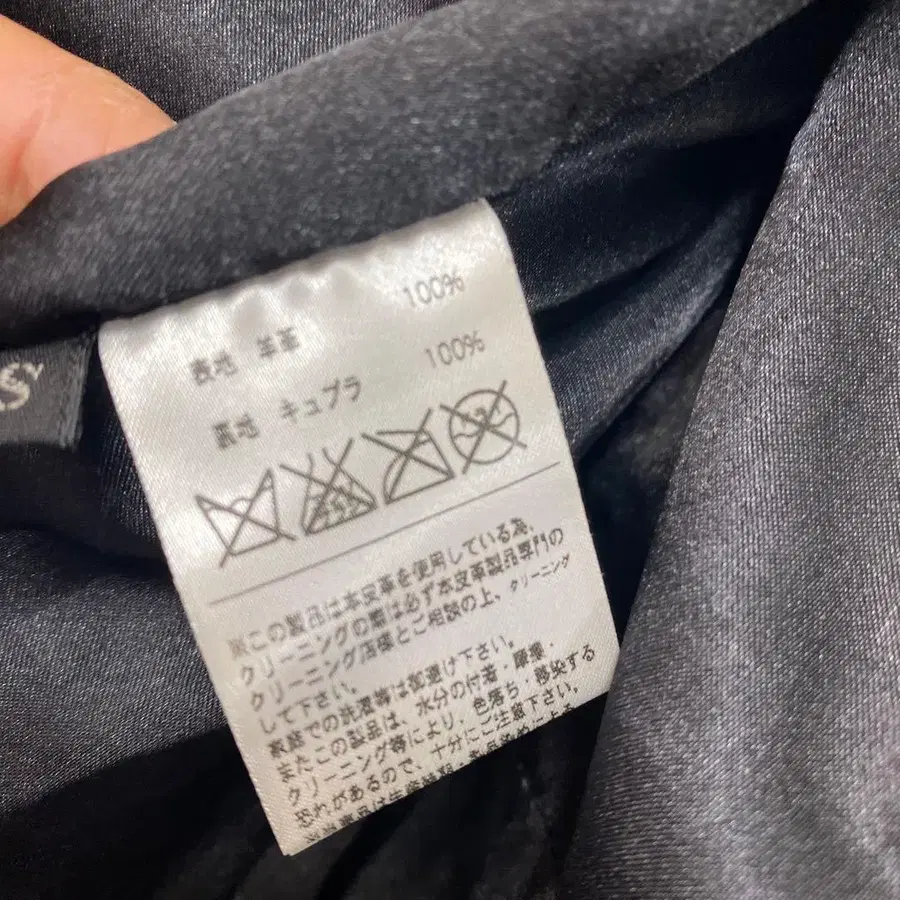 S
表地 羊革 100%
裏地 キュプラ 100%
※この製品は本皮革を使用している為、
クリーニングの際は必ず本皮革製品専門の
クリーニング店様とご相談の上、クリーニング
して下さい。
家庭での洗濯等は御避け下さい。
またこの製品は、水分の付着・摩擦・
クリーニング等により、色落ち・移染する
恐れがあるので、十分にご注意下さい。